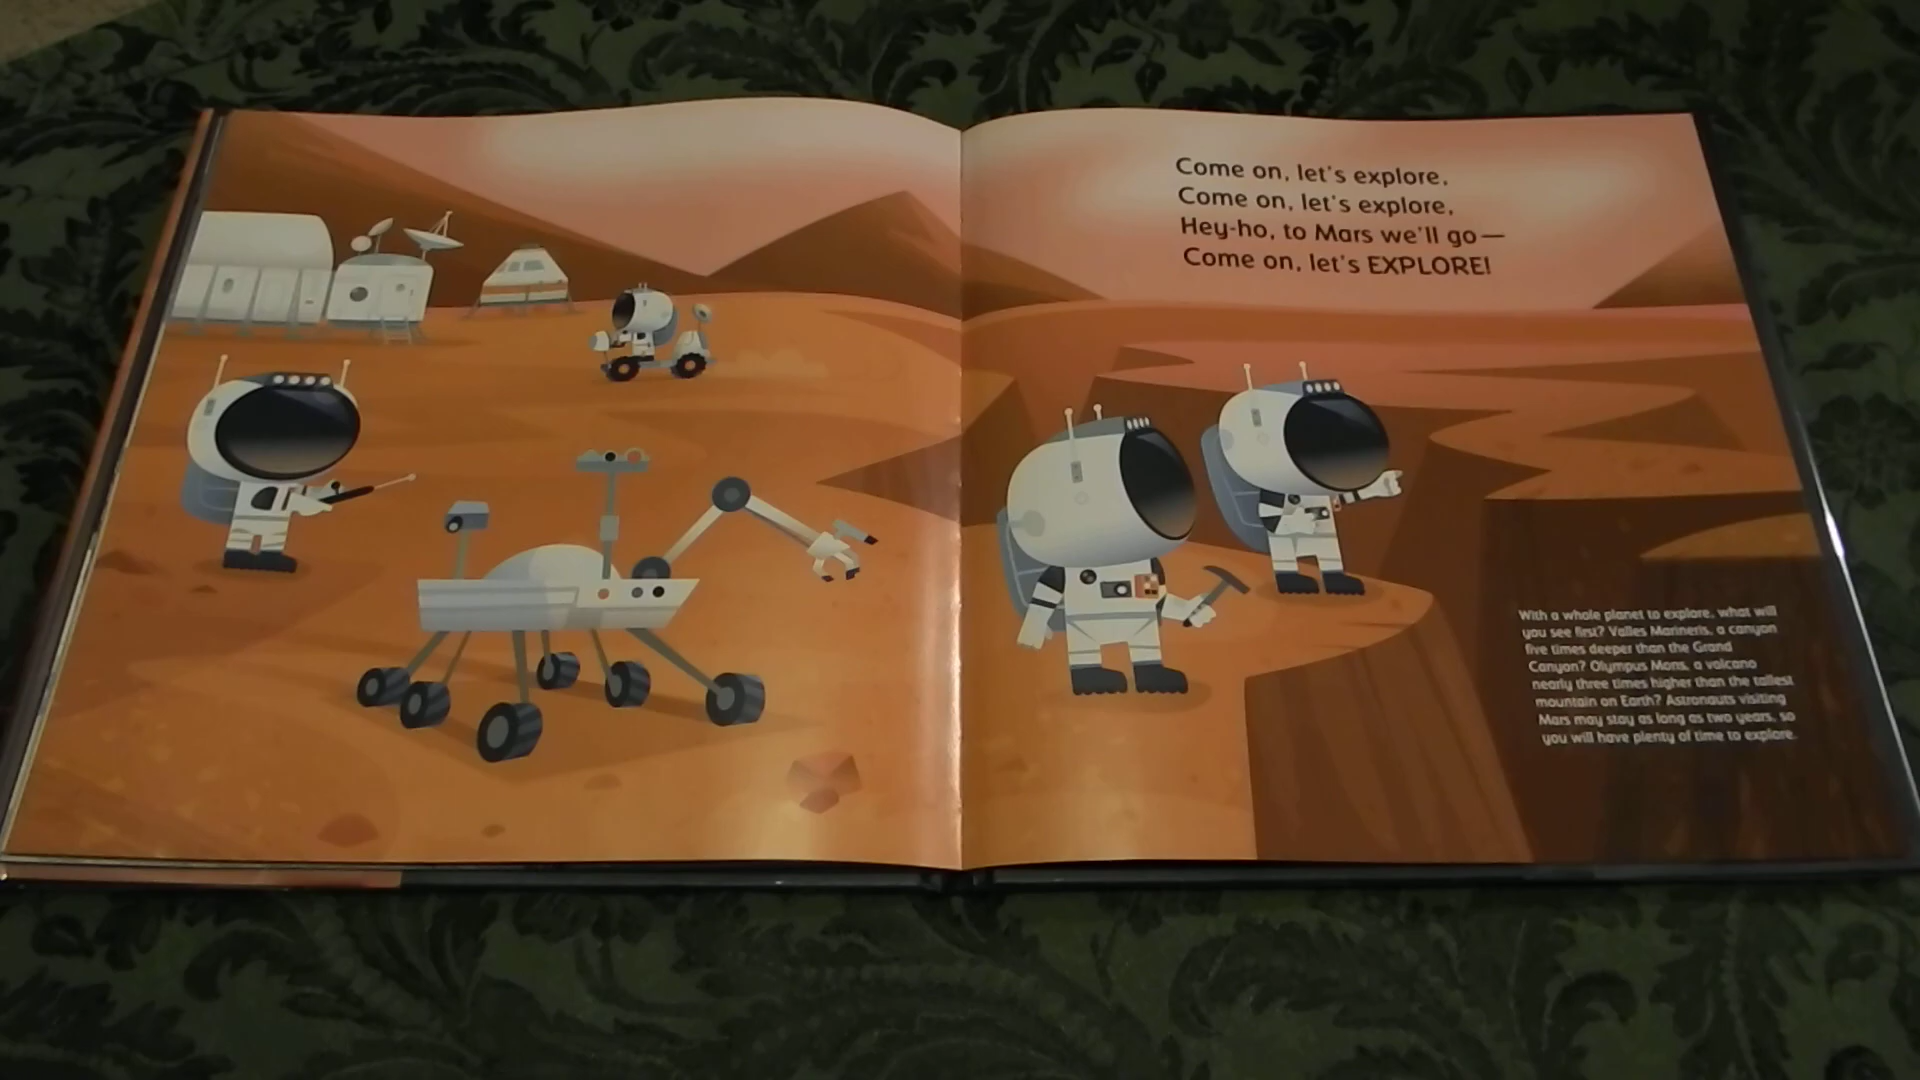 Come on, let's explore,
Come on, let's explore,
Hey-ho, to Mars we'll go—
Come on, let's EXPLORE!
With a whole planet to explore, what will
you see first? Valles Marineris, a canyon
five times deeper than the Grand
Canyon? Olympus Mons, a volcano
nearly three times higher than the tallest
mountain on Earth? Astronauts visiting
Mars may stay as long as two years, so
you will have plenty of time to explore.